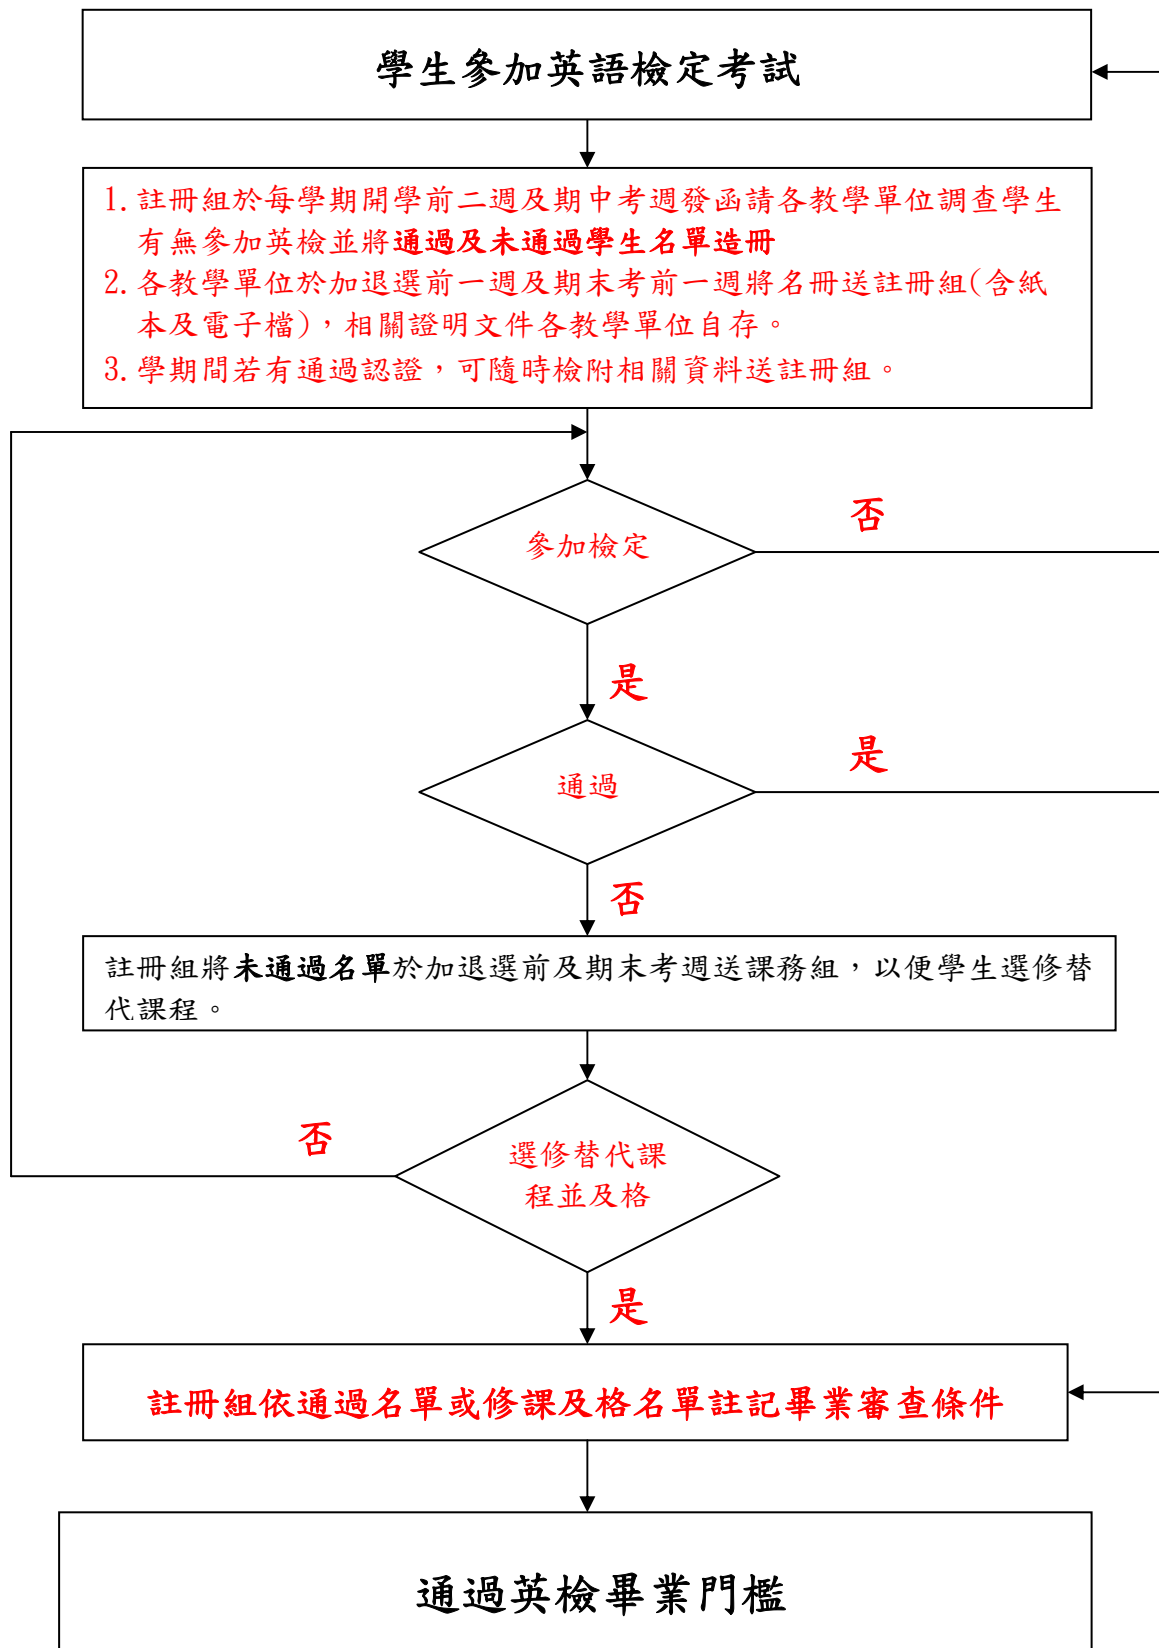 學生參加英語檢定考試
1. 註冊組於每學期開學前二週及期中考週發函請各教學單位調查學生
有無參加英檢並將通過及未通過學生名單造冊
2. 各教學單位於加退選前一週及期末考前一週將名冊送註冊組(含紙
本及電子檔)，相關證明文件各教學單位自存。
3. 學期間若有通過認證，可隨時檢附相關資料送註冊組。
否
參加檢定
是
是
通過
否
註冊組將未通過名單於加退選前及期末考週送課務組，以便學生選修替
代課程。
否
選修替代課
程並及格
是
註冊組依通過名單或修課及格名單註記畢業審查條件
通過英檢畢業門檻